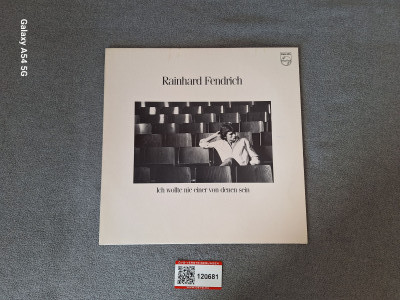 Galaxy A54 5G
PHILIPS
Rainhard Fendrich
Ich wollte nie einer von denen sein
120681